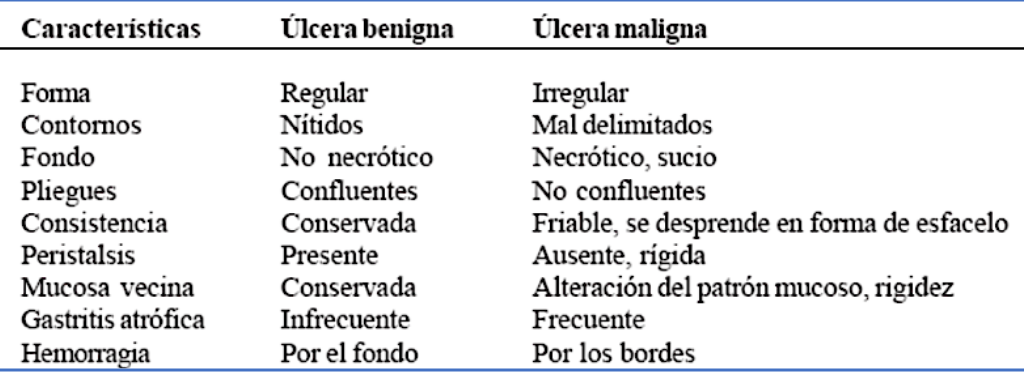 Características Úlcera benigna Úlcera maligna
Forma Regular Irregular
Contornos Nítidos Mal delimitados
Fondo No necrótico Necrótico, sucio
Pliegues Confluentes No confluentes
Consistencia Conservada Friable, se desprende en forma de esfacelo
Peristalsis Presente Ausente, rígida
Mucosa vecina Conservada Alteración del patrón mucoso, rigidez
Gastritis atrófica Infrecuente Frecuente
Hemorragia Por el fondo Por los bordes